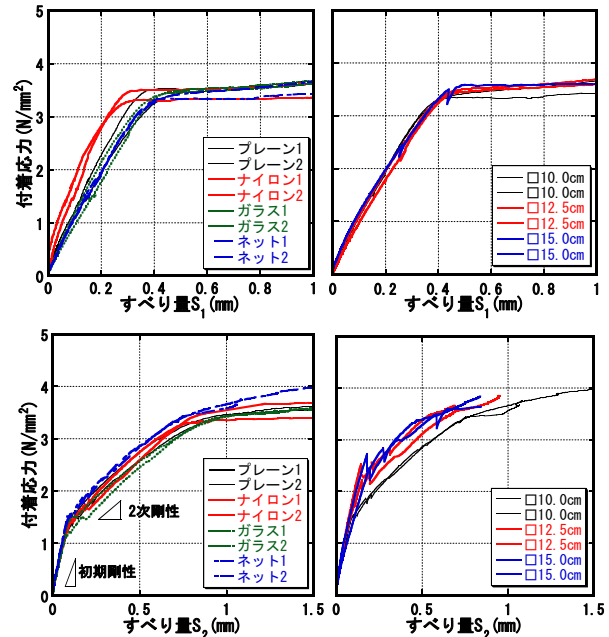 5
4
3
2
1
0
付着応力(N/mm²)
プレーン1
プレーン2
ナイロン1
ナイロン2
ガラス1
ガラス2
ネット1
ネット2
0 0.2 0.4 0.6 0.8 1
すべり量S₁(mm)
□10.0cm
□10.0cm
□12.5cm
□12.5cm
□15.0cm
□15.0cm
0 0.2 0.4 0.6 0.8 1
すべり量S₁(mm)
5
4
3
2
1
0
付着応力(N/mm²)
2次剛性
初期剛性
プレーン1
プレーン2
ナイロン1
ナイロン2
ガラス1
ガラス2
ネット1
ネット2
0 0.5 1 1.5
すべり量S₂(mm)
□10.0cm
□10.0cm
□12.5cm
□12.5cm
□15.0cm
□15.0cm
0 0.5 1 1.5
すべり量S₂(mm)